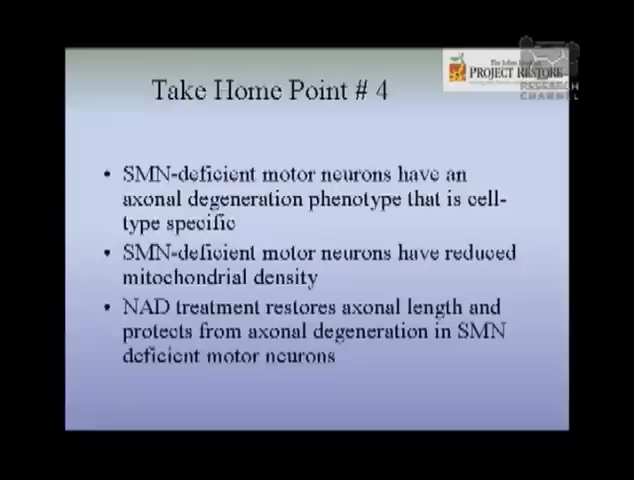 PROJECT RESTORE
RESEARCH
CHANNEL
Take Home Point # 4
• SMN-deficient motor neurons have an
axonal degeneration phenotype that is cell-
type specific
• SMN-deficient motor neurons have reduced
mitochondrial density
• NAD treatment restores axonal length and
protects from axonal degeneration in SMN
deficient motor neurons